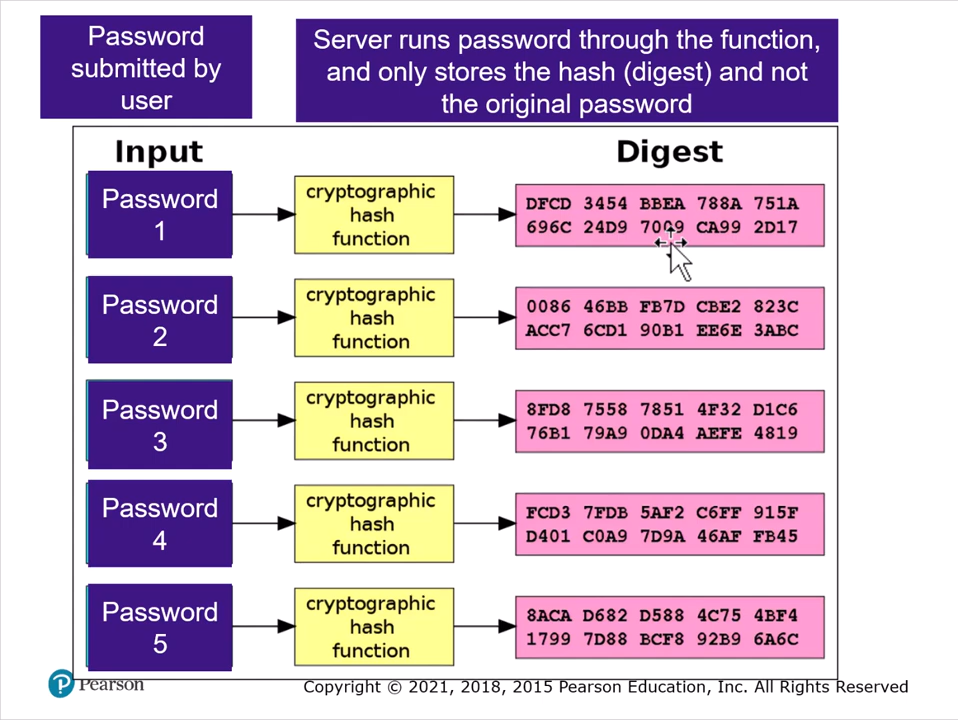 Password
submitted by
user
Server runs password through the function,
and only stores the hash (digest) and not
the original password
Input
Digest
Password
1
cryptographic
hash
function
DFCD 3454 BBEA 788A 751A
696C 24D9 7009 CA99 2D17
Password
2
cryptographic
hash
function
0086 46BB FB7D CBE2 823C
ACC7 6CD1 90B1 EE6E 3ABC
Password
3
cryptographic
hash
function
8FD8 7558 7851 4F32 D1C6
76B1 79A9 0DA4 AEFE 4819
Password
4
cryptographic
hash
function
FCD3 7FDB 5AF2 C6FF 915F
D401 C0A9 7D9A 46AF FB45
Password
5
cryptographic
hash
function
8ACA D682 D588 4C75 4BF4
1799 7D88 BCF8 92B9 6A6C
Pearson
Copyright © 2021, 2018, 2015 Pearson Education, Inc. All Rights Reserved